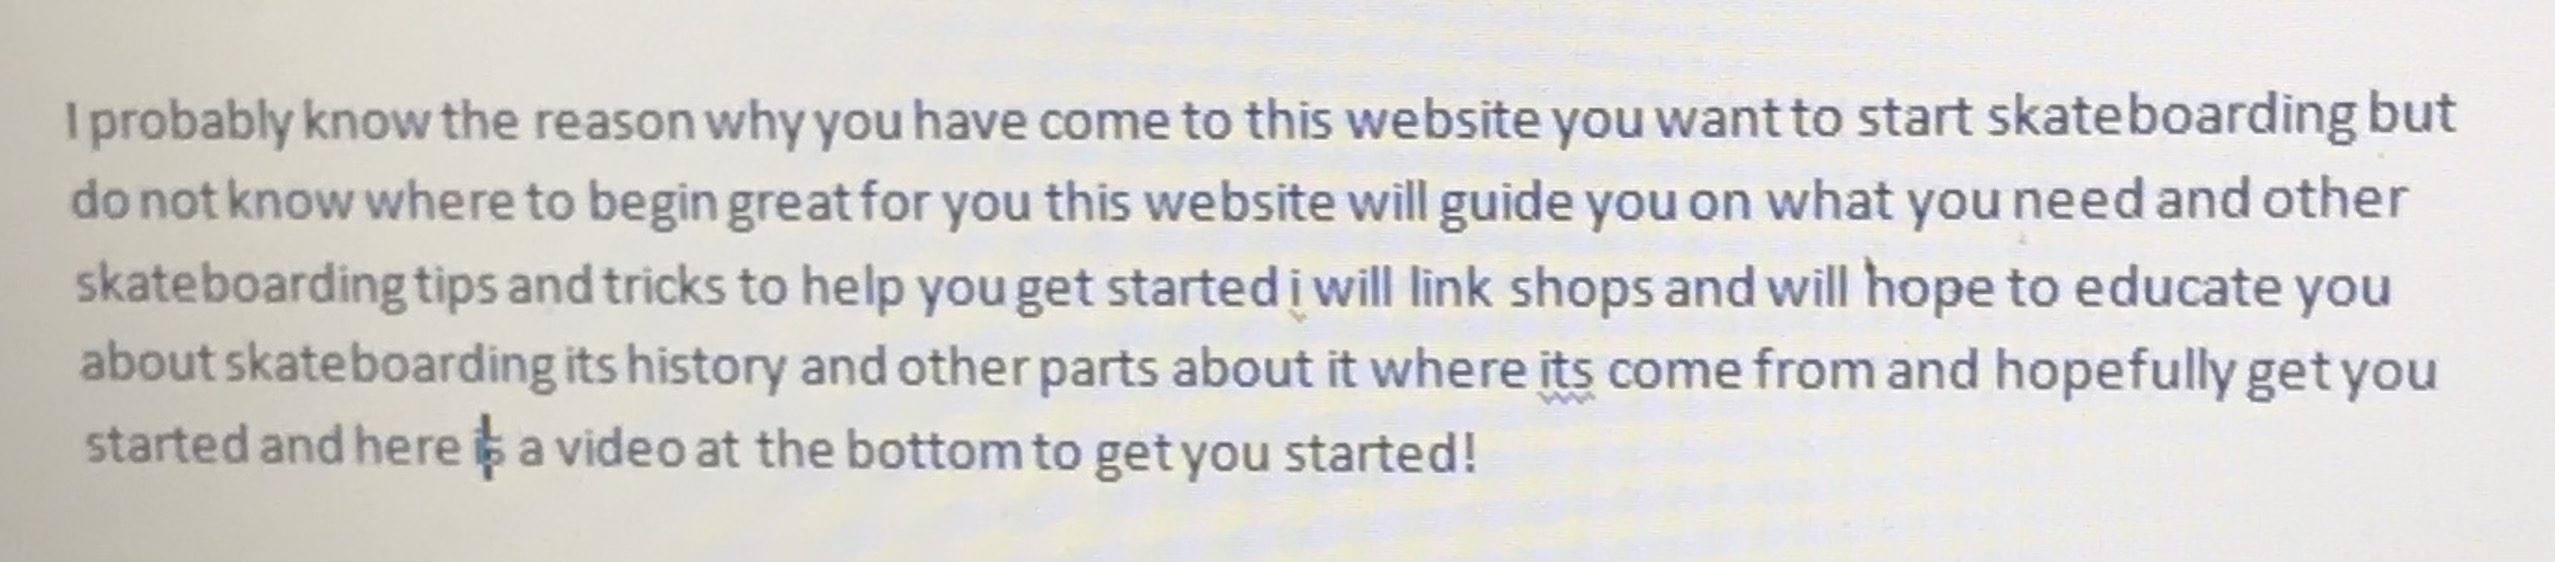 I probably know the reason why you have come to this website you want to start skateboarding but
do not know where to begin great for you this website will guide you on what you need and other
skateboarding tips and tricks to help you get started i will link shops and will hope to educate you
about skateboarding its history and other parts about it where its come from and hopefully get you
started and here is a video at the bottom to get you started!